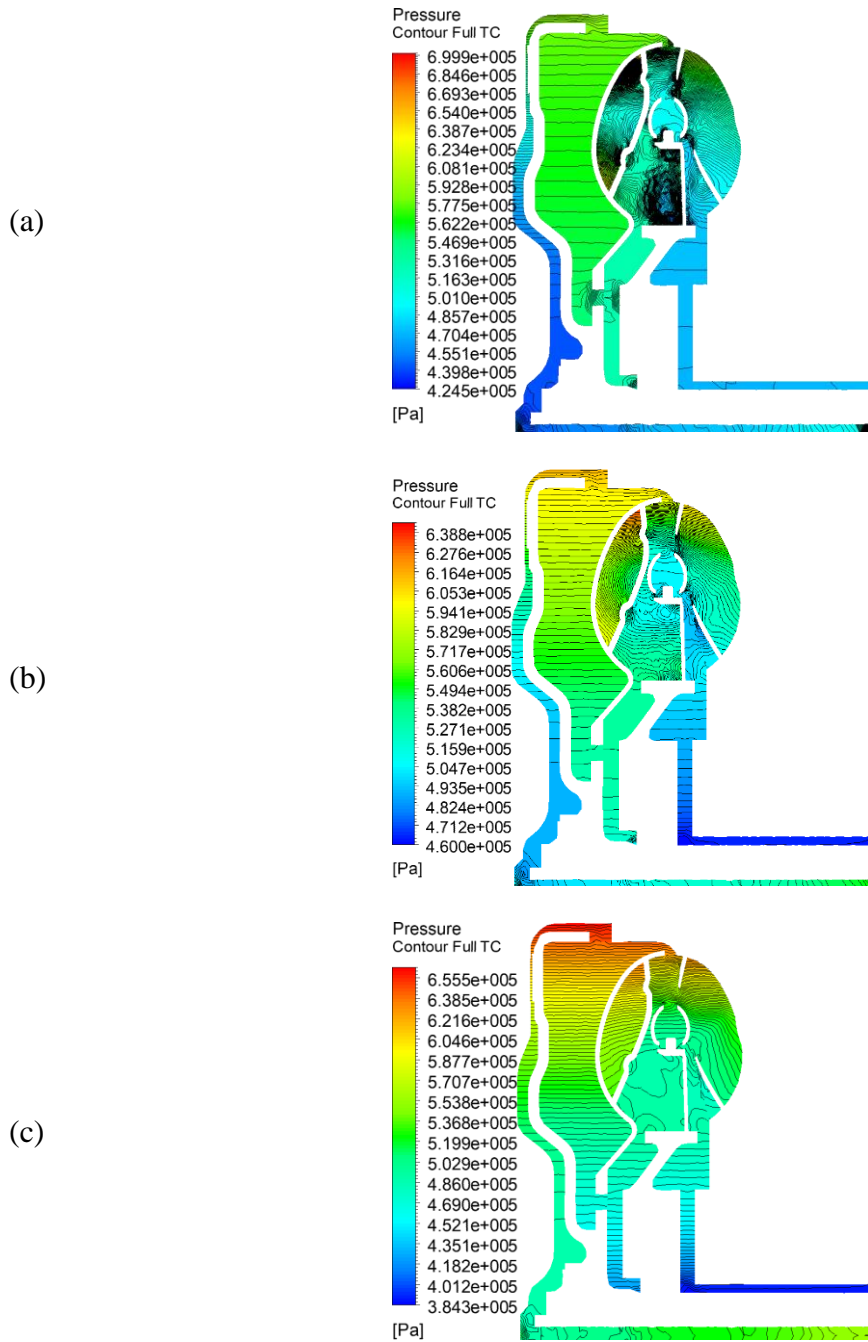 Pressure
Contour Full TC
6.999e+005
6.846e+005
6.693e+005
6.540e+005
6.387e+005
6.234e+005
6.081e+005
5.928e+005
5.775e+005
5.622e+005
5.469e+005
5.316e+005
5.163e+005
5.010e+005
4.857e+005
4.704e+005
4.551e+005
4.398e+005
4.245e+005
[Pa]
(a)
Pressure
Contour Full TC
6.388e+005
6.276e+005
6.164e+005
6.053e+005
5.941e+005
5.829e+005
5.717e+005
5.606e+005
5.494e+005
5.382e+005
5.271e+005
5.159e+005
5.047e+005
4.935e+005
4.824e+005
4.712e+005
4.600e+005
[Pa]
(b)
Pressure
Contour Full TC
6.555e+005
6.385e+005
6.216e+005
6.046e+005
5.877e+005
5.707e+005
5.538e+005
5.368e+005
5.199e+005
5.029e+005
4.860e+005
4.690e+005
4.521e+005
4.351e+005
4.182e+005
4.012e+005
3.843e+005
[Pa]
(c)